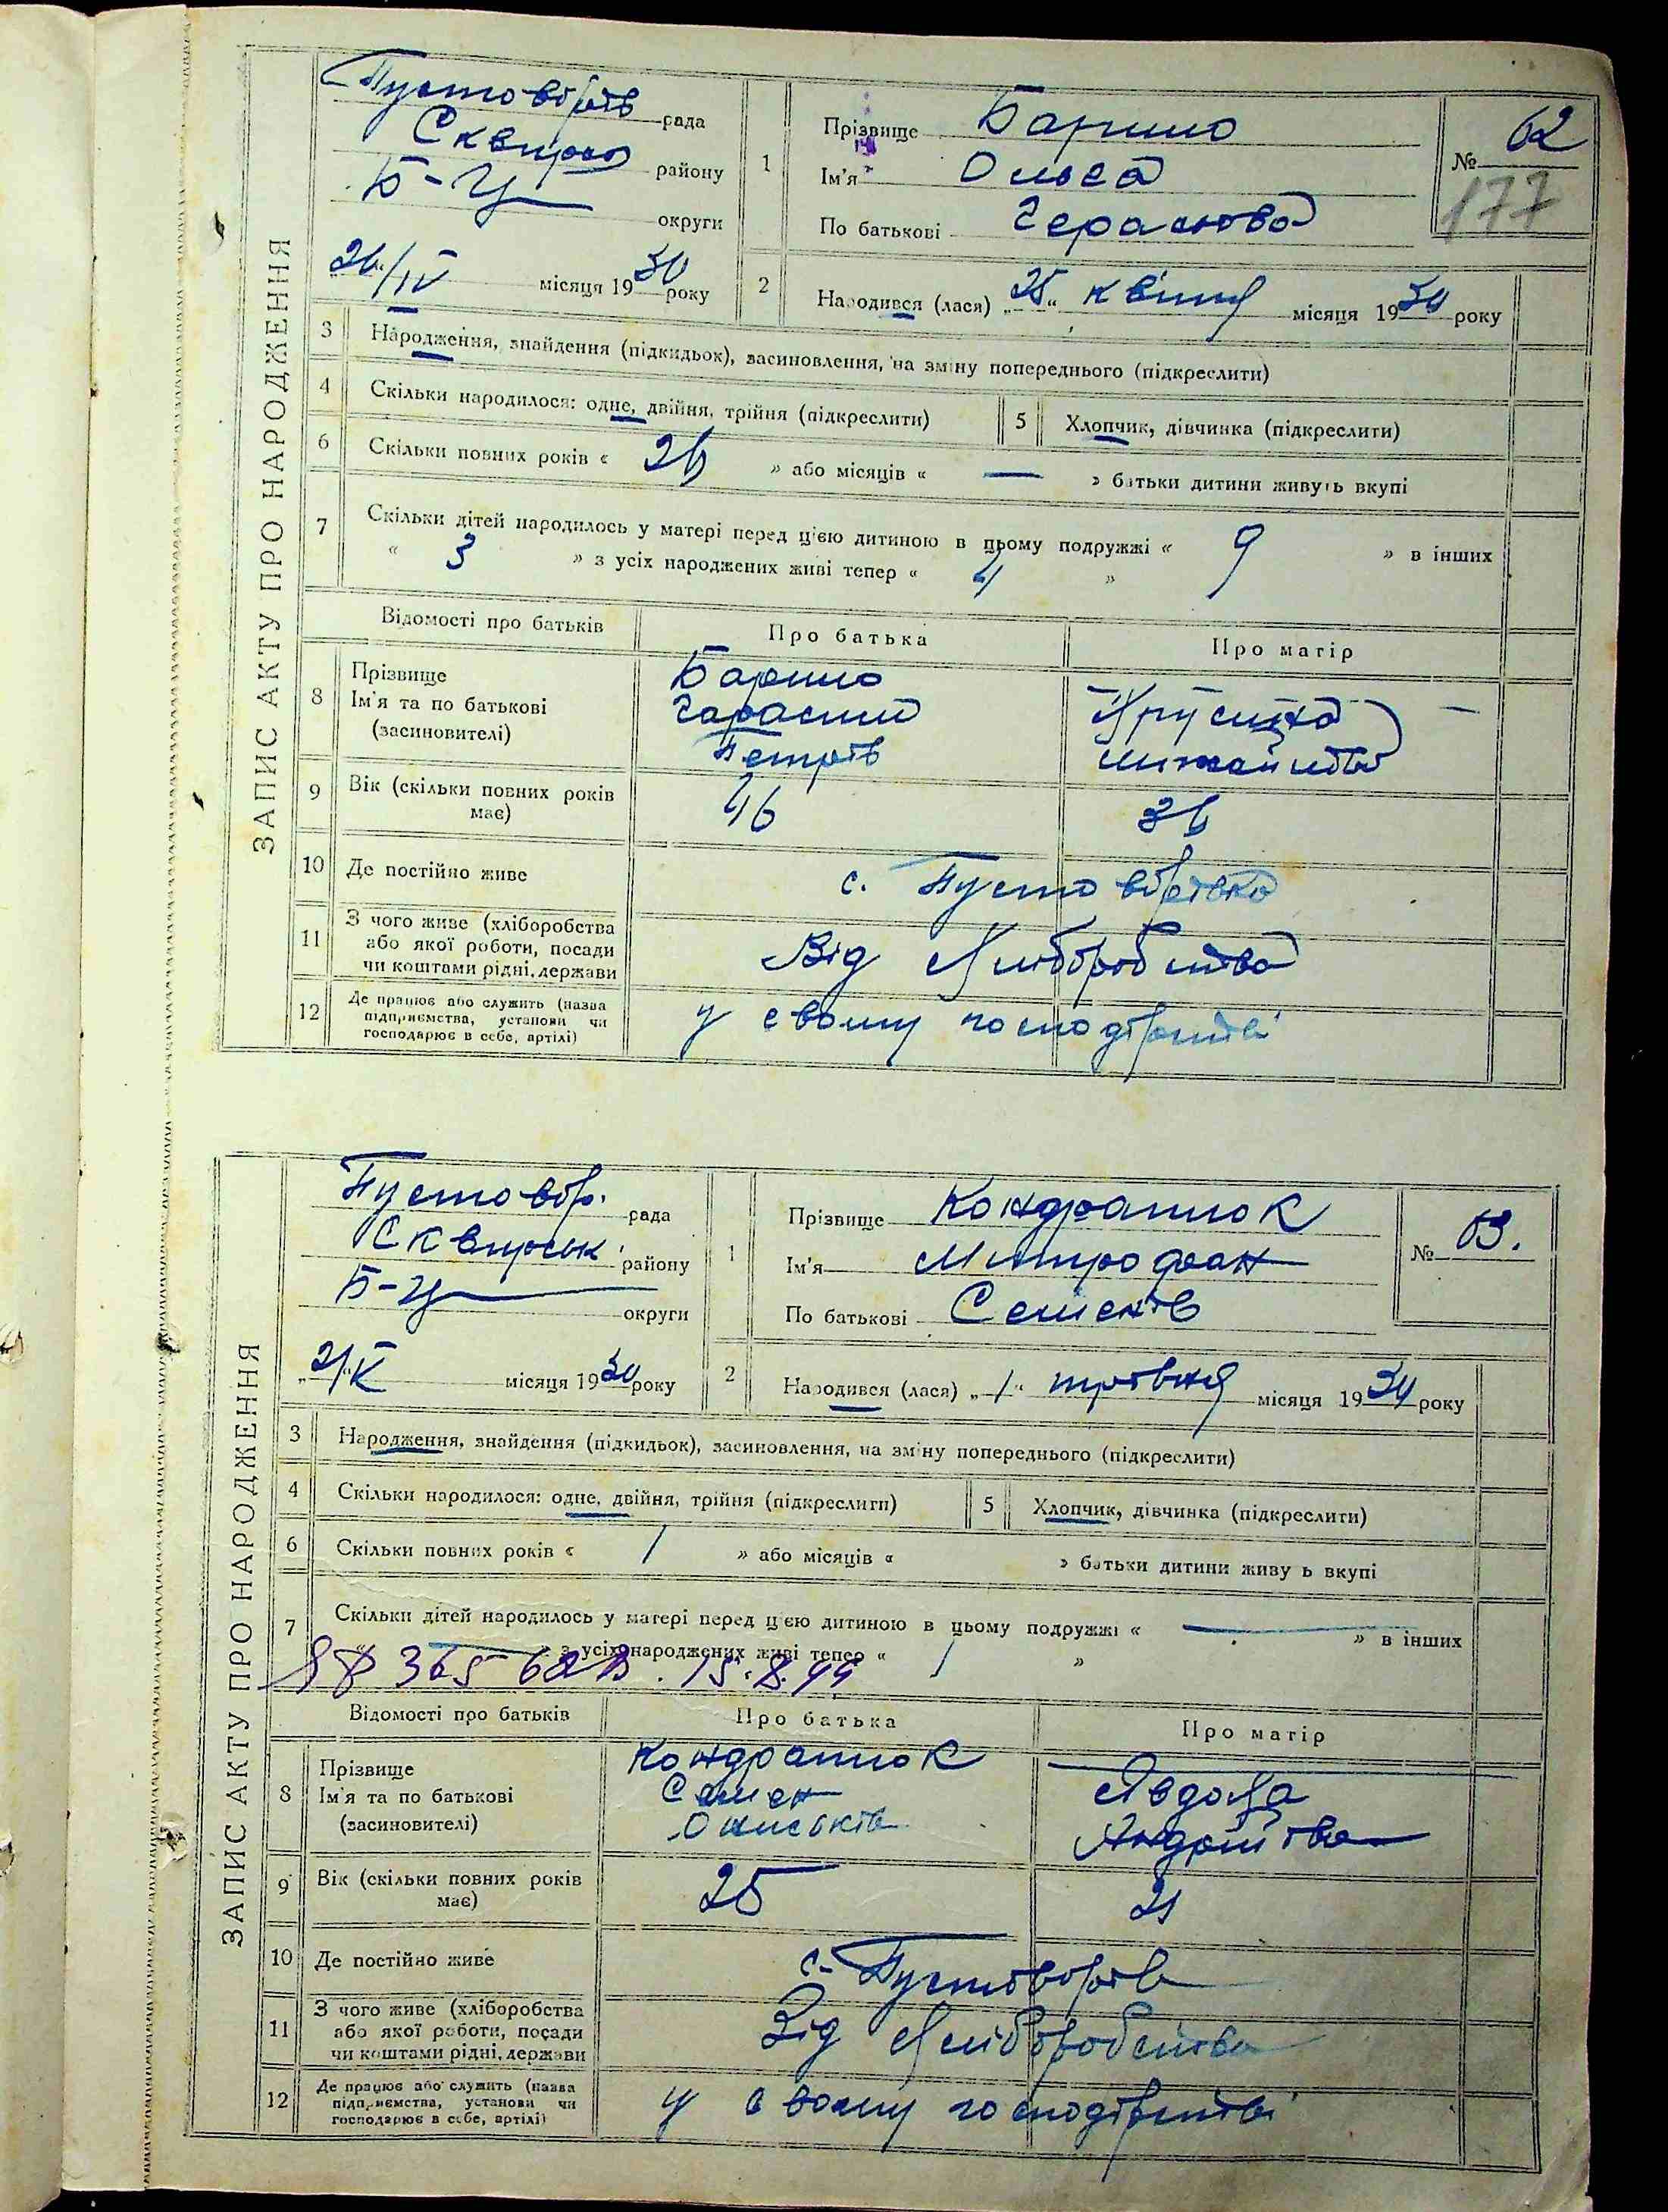 ЗАПИС АКТУ ПРО НАРОДЖЕННЯ
Пустоворів рада
Сквирсько району
Б-Ц округи
26/IV місяця 1930 року
1 Прізвище Баришо
Ім'я Ольга
По батькові Герасимова
№ 62
177
2 Народився (лася) „25“ квітня місяця 1930 року
3 Народження, знайдення (підкидьок), засиновлення, на зміну попереднього (підкреслити)
4 Скільки народилося: одне, двійня, трійня (підкреслити) 5 Хлопчик, дівчинка (підкреслити)
6 Скільки повних років « 26 » або місяців « — » батьки дитини живуть вкупі
7 Скільки дітей народилось у матері перед цією дитиною в цьому подружжі « 9 » в інших
« 3 » з усіх народжених живі тепер « 4 »
Відомості про батьків Про батька Про матір
8 Прізвище
Ім'я та по батькові
(засиновителі)
Гарасим
Петрів
Михайлов
9 Вік (скільки повних років має) 46 36
10 Де постійно живе с. Пустоворівка
11 З чого живе (хліборобства
або якої роботи, посади
чи коштами рідні, держави
Від хліборобства
12 Де працює або служить (назва
підприємства, установи чи
господарює в себе, артілі)
у своєму господарстві
ЗАПИС АКТУ ПРО НАРОДЖЕННЯ
Пустовор. рада
Сквирськ. району
Б-Ц округи
„2/V місяця 1930 року
1 Прізвище Кондратюк
Ім'я Митрофан
По батькові Семенів
№ 63.
2 Народився (лася) „1“ травня місяця 1930 року
3 Народження, знайдення (підкидьок), засиновлення, на зміну попереднього (підкреслити)
4 Скільки народилося: одне, двійня, трійня (підкреслити) 5 Хлопчик, дівчинка (підкреслити)
6 Скільки повних років « 1 » або місяців « » батьки дитини живуть вкупі
7 Скільки дітей народилось у матері перед цією дитиною в цьому подружжі « — » в інших
« — » з усіх народжених живі тепер « 1 »
15.8.44
Відомості про батьків Про батька Про матір
8 Прізвище
Ім'я та по батькові
(засиновителі)
Кондратюк
Семен
Явдоха
Андріївна
9 Вік (скільки повних років має) 25 21
10 Де постійно живе с. Пустоворів
11 З чого живе (хліборобства
або якої роботи, посади
чи коштами рідні, держави
Від хліборобства
12 Де працює або служить (назва
підприємства, установи чи
господарює в себе, артілі)
у своєму господарстві